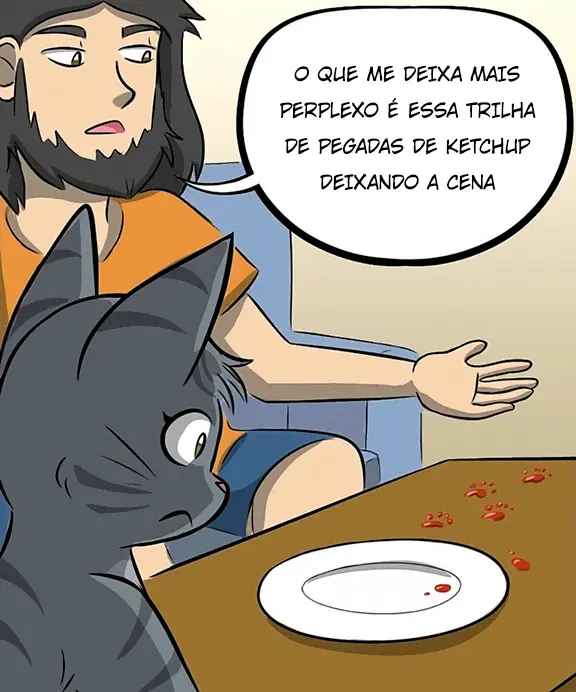 O QUE ME DEIXA MAIS
PERPLEXO É ESSA TRILHA
DE PEGADAS DE KETCHUP
DEIXANDO A CENA